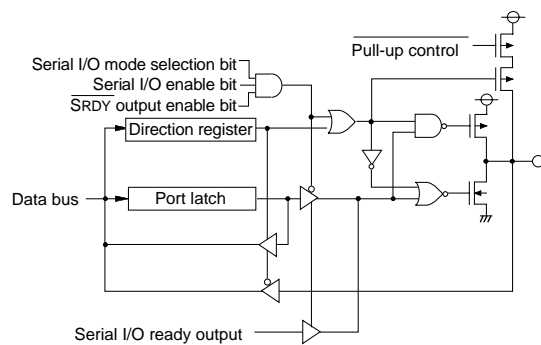 Pull-up control
Serial I/O mode selection bit
Serial I/O enable bit
SRDY output enable bit
Direction register
Data bus
Port latch
Serial I/O ready output